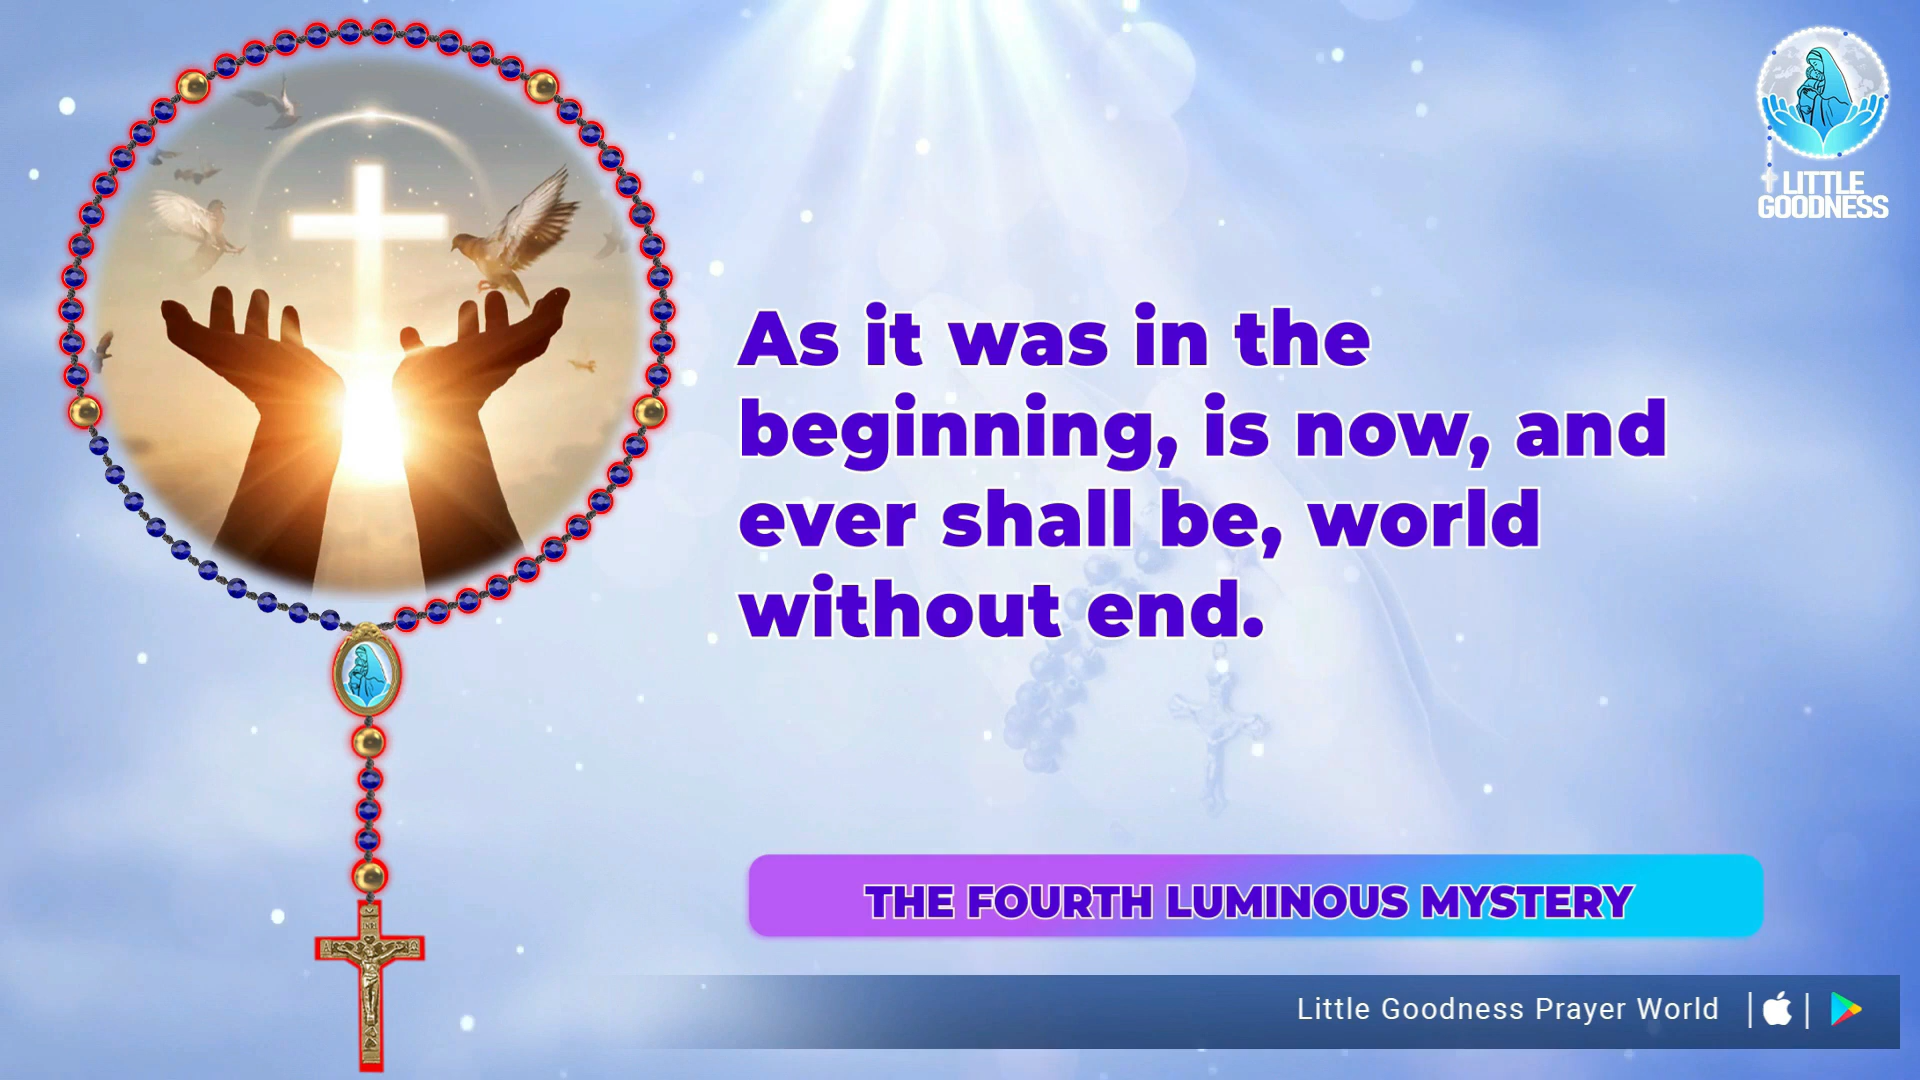 LITTLE
GOODNESS
As it was in the
beginning, is now, and
ever shall be, world
without end.
THE FOURTH LUMINOUS MYSTERY
Little Goodness Prayer World